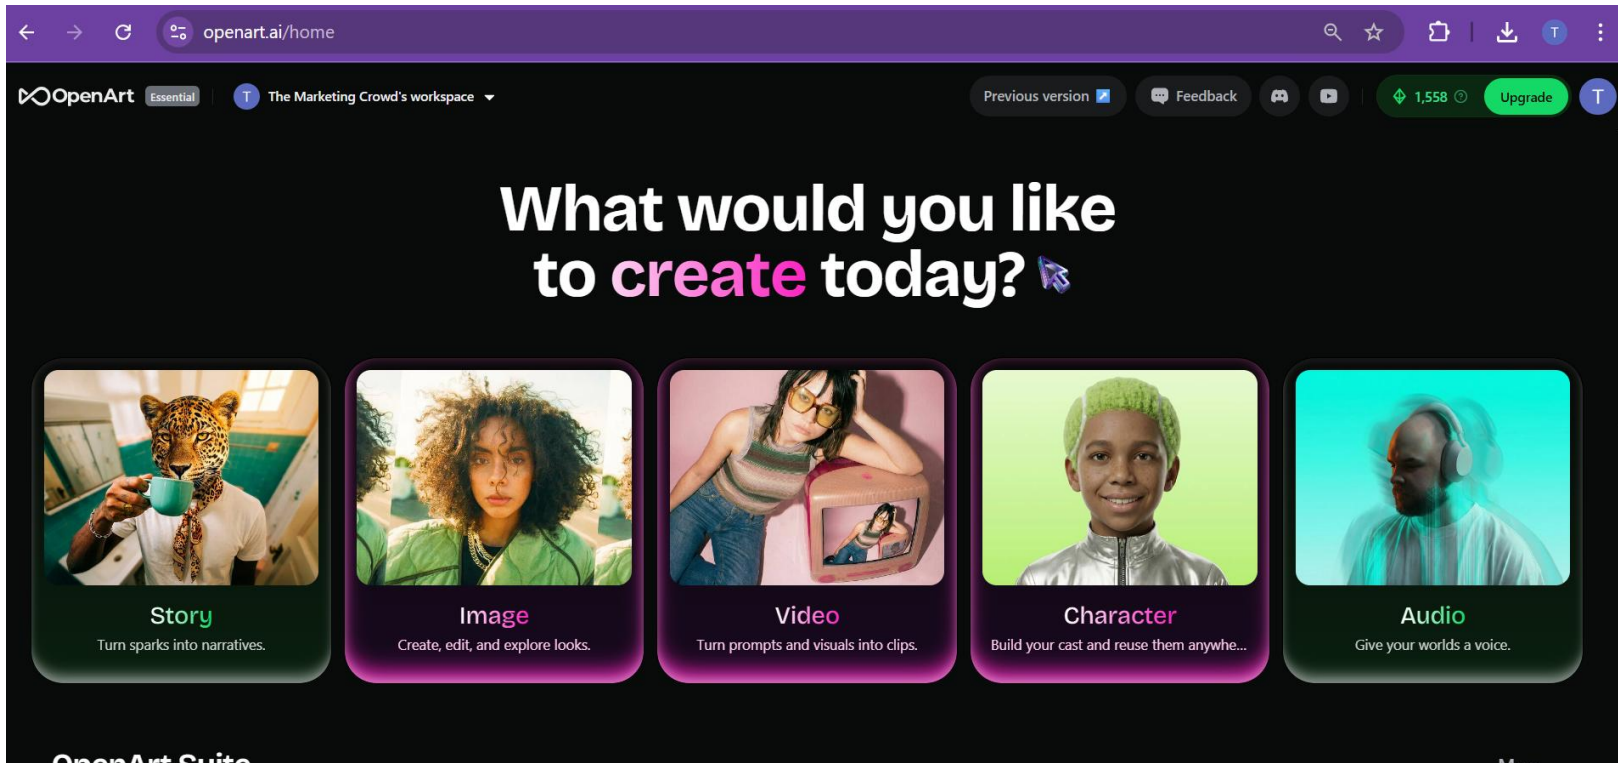 openart.ai/home
T
OpenArt Essential
T The Marketing Crowd's workspace
Previous version
Feedback
1,558
Upgrade
T
What would you like
to create today?
Story
Turn sparks into narratives.
Image
Create, edit, and explore looks.
Video
Turn prompts and visuals into clips.
Character
Build your cast and reuse them anywhe...
Audio
Give your worlds a voice.
OpenArt Suite